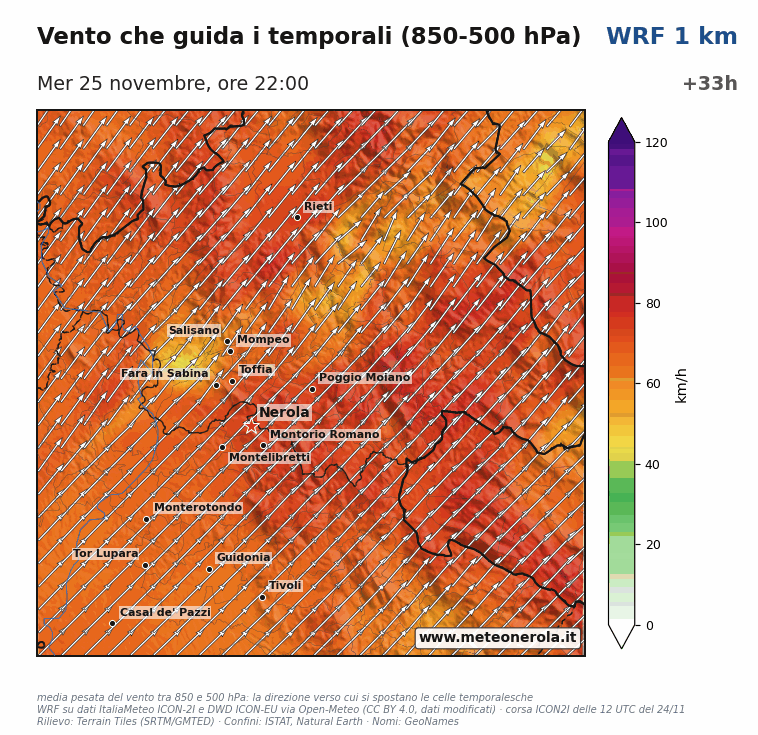 Vento che guida i temporali (850-500 hPa) WRF 1 km
Mer 25 novembre, ore 22:00 +33h
Rieti
Salisano
Mompeo
Fara in Sabina
Toffia
Poggio Moiano
Nerola
Montorio Romano
Montelibretti
Monterotondo
Tor Lupara
Guidonia
Tivoli
Casal de' Pazzi
www.meteonerola.it
120
100
80
60
40
20
0
km/h
media pesata del vento tra 850 e 500 hPa: la direzione verso cui si spostano le celle temporalesche
WRF su dati ItaliaMeteo ICON-2I e DWD ICON-EU via Open-Meteo (CC BY 4.0, dati modificati) · corsa ICON2I delle 12 UTC del 24/11
Rilievo: Terrain Tiles (SRTM/GMTED) · Confini: ISTAT, Natural Earth · Nomi: GeoNames